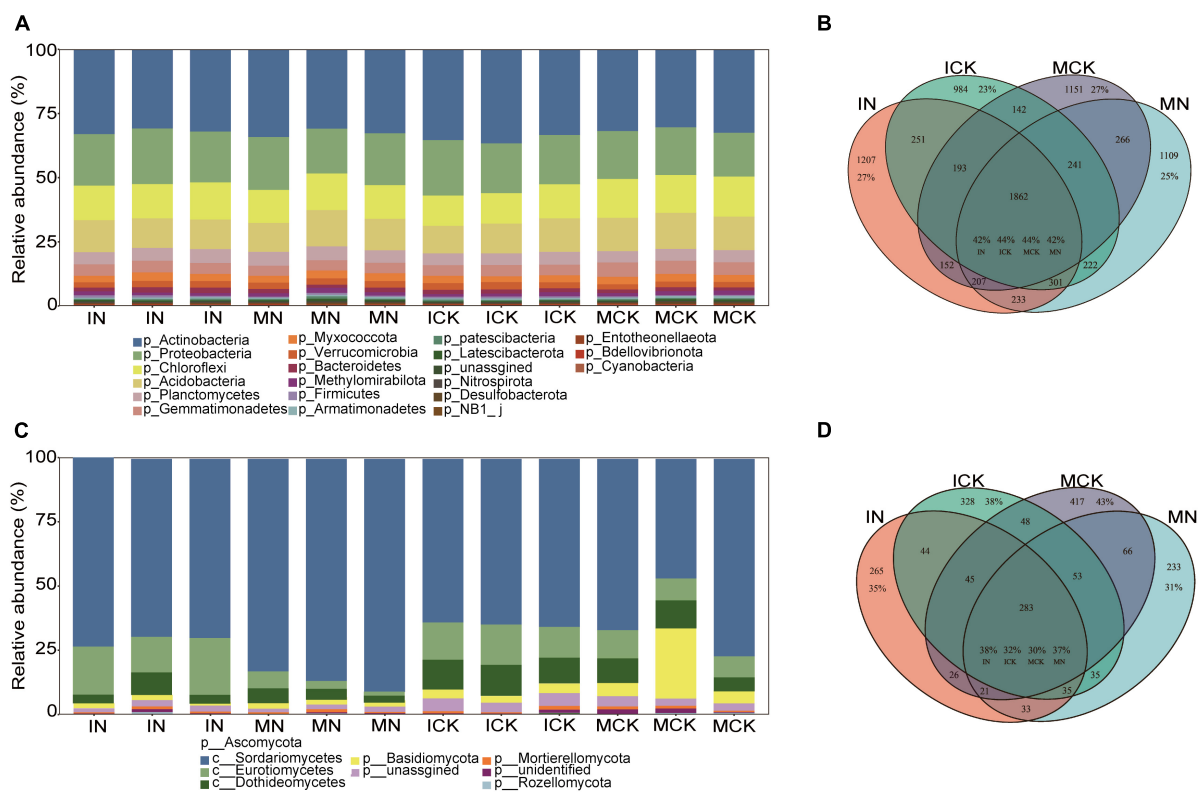 A
Relative abundance (%)
100
75
50
25
0
IN IN IN MN MN MN ICK ICK ICK MCK MCK MCK
p_Actinobacteria p_Myxococcota p_patescibacteria p_Entotheonellaeota
p_Proteobacteria p_Verrucomicrobia p_Latescibacterota p_Bdellovibrionota
p_Chloroflexi p_Bacteroidetes p_unassgined p_Cyanobacteria
p_Acidobacteria p_Methylomirabilota p_Nitrospirota
p_Planctomycetes p_Firmicutes p_Desulfobacterota
p_Gemmatimonadetes p_Armatimonadetes p_NB1_ j
B
ICK MCK
IN MN
984 23% 1151 27%
142
251 266
1207 193 241 1109
27% 25%
1862
42% 44% 44% 42%
IN ICK MCK MN
152 222
207 301
233
C
Relative abundance (%)
100
75
50
25
0
IN IN IN MN MN MN ICK ICK ICK MCK MCK MCK
p__Ascomycota
c__Sordariomycetes p__Basidiomycota p__Mortierellomycota
c__Eurotiomycetes p__unassgined p__unidentified
c__Dothideomycetes p__Rozellomycota
D
ICK MCK
IN MN
328 38% 417 43%
48
44 66
265 45 53 233
35% 31%
283
38% 32% 30% 37%
IN ICK MCK MN
26 35
21 35
33